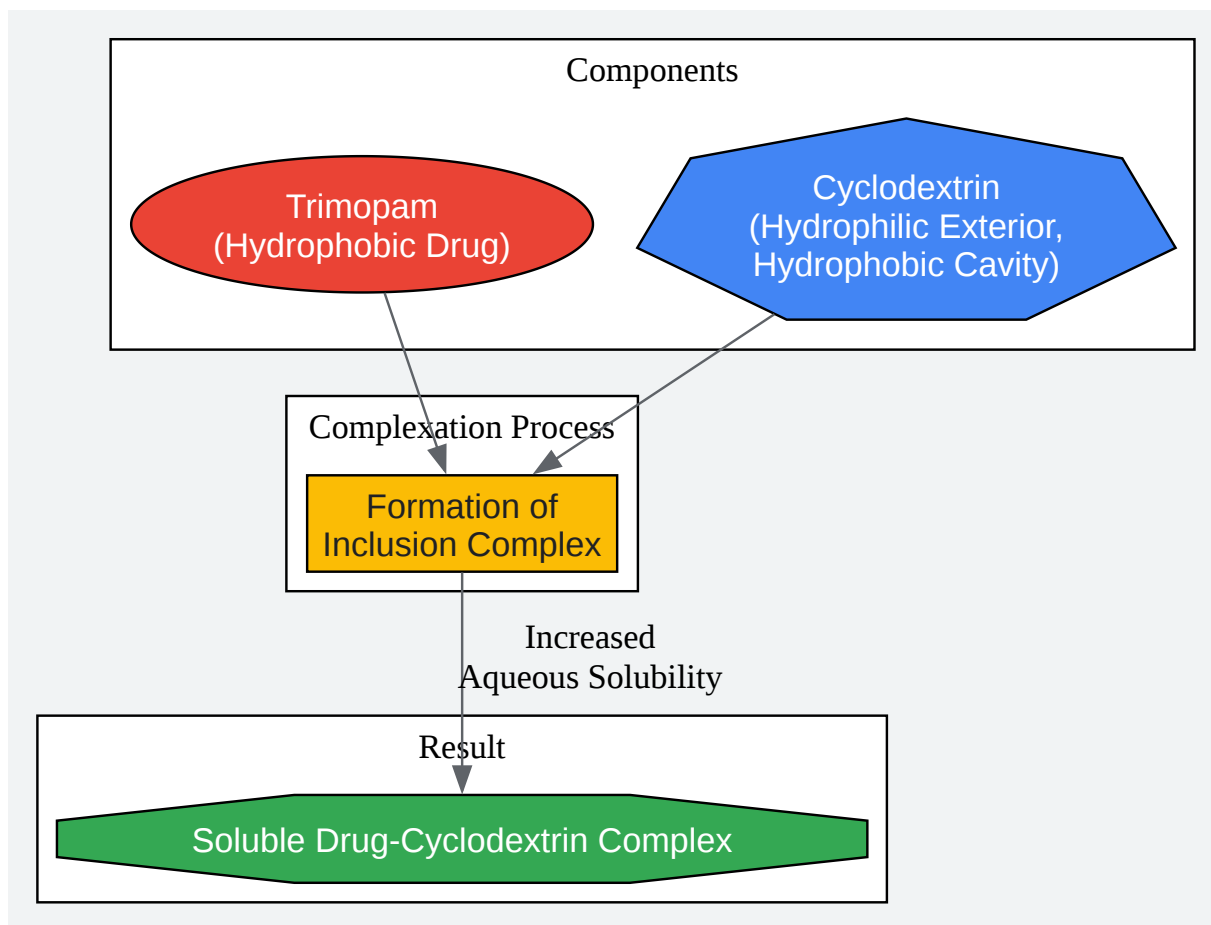 Components
Trimopam
(Hydrophobic Drug)
Cyclodextrin
(Hydrophilic Exterior,
Hydrophobic Cavity)
Complexation Process
Formation of
Inclusion Complex
Increased
Aqueous Solubility
Result
Soluble Drug-Cyclodextrin Complex